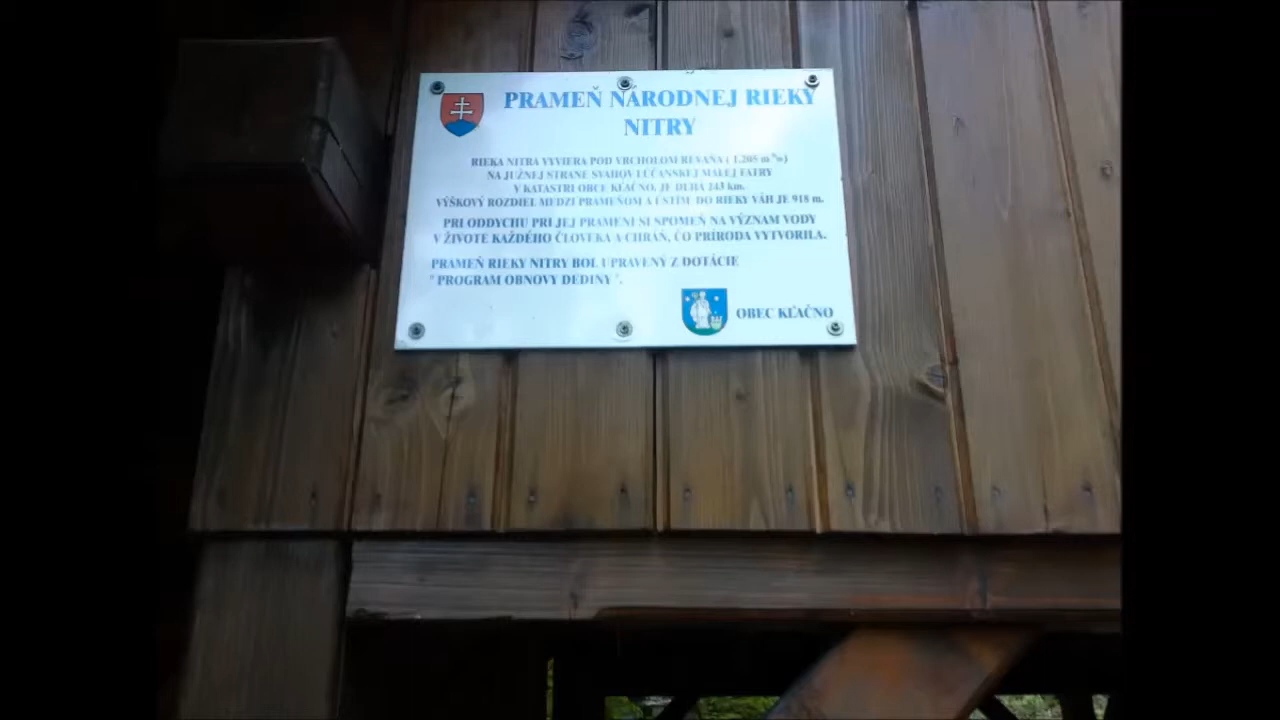 PRAMEŇ NÁRODNEJ RIEKY
NITRY
RIEKA NITRA VYVIERA POD VRCHOLOM REVÁŇA ( 1.205 m
NA JUŽNEJ STRANE SVAHOV LÚČANSKEJ MALEJ FATRY
V KATASTRI OBCE KĽAČNO. JE DLHÁ 243 km.
VÝŠKOVÝ ROZDIEL MEDZI PRAMEŇOM A ÚSTÍM DO RIEKY VÁH JE 918 m.
PRI ODDYCHU PRI JEJ PRAMENI SI SPOMEŇ NA VÝZNAM VODY
V ŽIVOTE KAŽDÉHO ČLOVEKA A CHRÁŇ, ČO PRÍRODA VYTVORILA.
PRAMEŇ RIEKY NITRY BOL UPRAVENÝ Z DOTÁCIE
" PROGRAM OBNOVY DEDINY ".
OBEC KĽAČNO